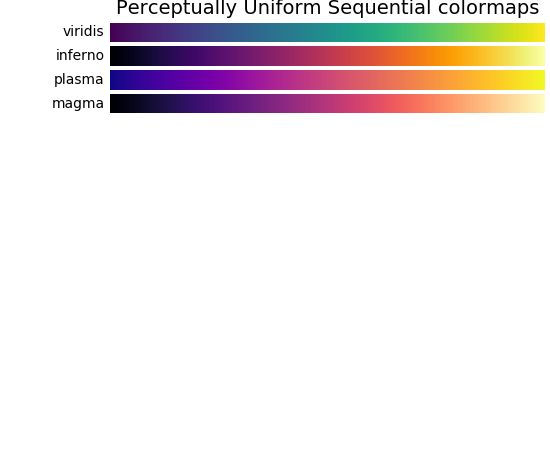 Perceptually Uniform Sequential colormaps
viridis
inferno
plasma
magma